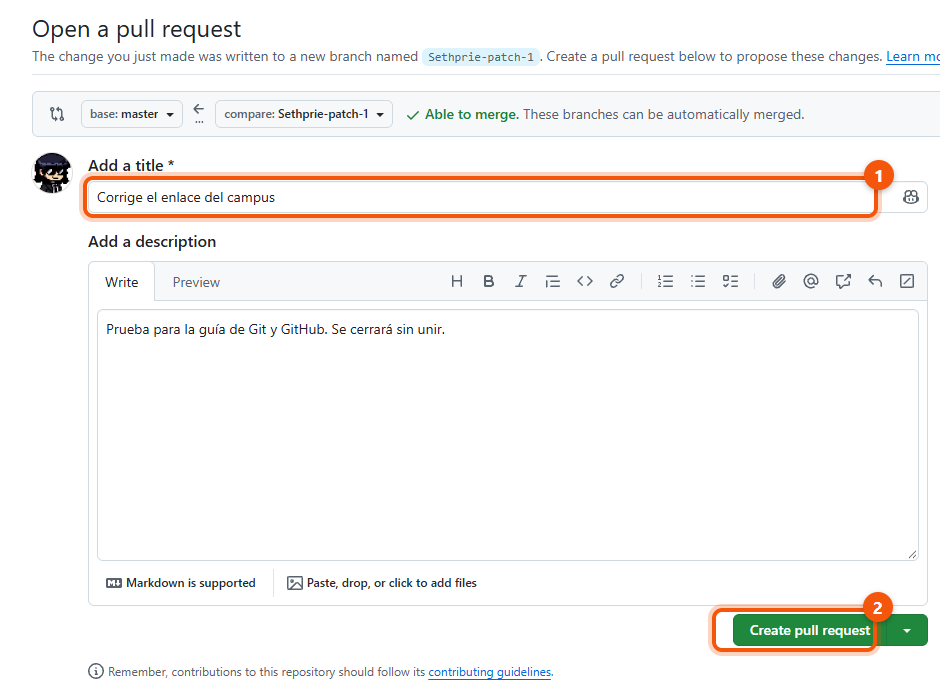 Open a pull request
The change you just made was written to a new branch named Sethprie-patch-1. Create a pull request below to propose these changes. Learn mo
base: master ← ... compare: Sethprie-patch-1 Able to merge. These branches can be automatically merged.
Add a title *
1
Corrige el enlace del campus
Add a description
Write Preview
Prueba para la guía de Git y GitHub. Se cerrará sin unir.
Markdown is supported Paste, drop, or click to add files
2
Create pull request
Remember, contributions to this repository should follow its contributing guidelines.